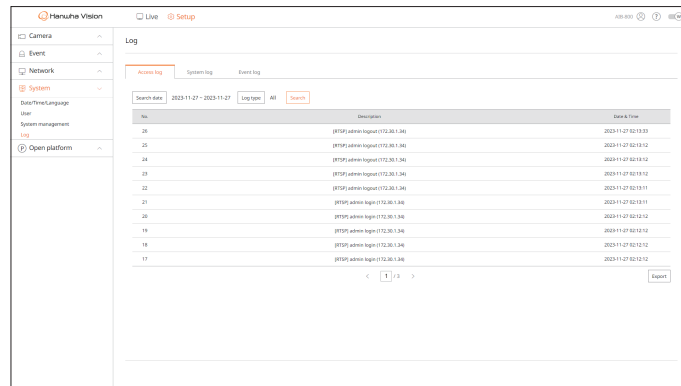 Hanwha Vision
Live Setup
AIB-800
Camera
Event
Network
System
Date/Time/Language
User
System management
Log
Open platform
Log
Access log System log Event log
Search date 2023-11-27 ~ 2023-11-27 Log type All Search
No. Description Date & Time
26 [RTSP] admin logout (172.30.1.34) 2023-11-27 02:13:33
25 [RTSP] admin logout (172.30.1.34) 2023-11-27 02:13:12
24 [RTSP] admin logout (172.30.1.34) 2023-11-27 02:13:12
23 [RTSP] admin logout (172.30.1.34) 2023-11-27 02:13:12
22 [RTSP] admin logout (172.30.1.34) 2023-11-27 02:13:11
21 [RTSP] admin login (172.30.1.34) 2023-11-27 02:13:11
20 [RTSP] admin login (172.30.1.34) 2023-11-27 02:12:12
19 [RTSP] admin login (172.30.1.34) 2023-11-27 02:12:12
18 [RTSP] admin login (172.30.1.34) 2023-11-27 02:12:12
17 [RTSP] admin login (172.30.1.34) 2023-11-27 02:12:12
< 1 / 3 >
Export